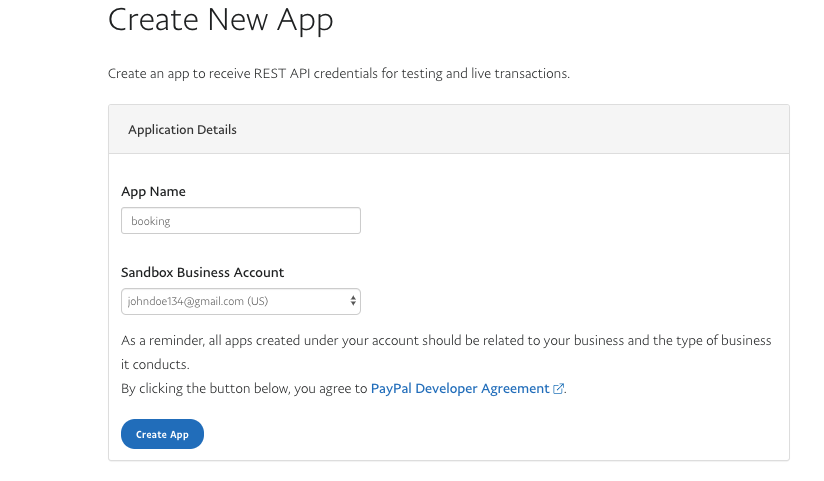 Create New App
Create an app to receive REST API credentials for testing and live transactions.
Application Details
App Name
booking
Sandbox Business Account
johndoe134@gmail.com (US)
As a reminder, all apps created under your account should be related to your business and the type of business
it conducts.
By clicking the button below, you agree to PayPal Developer Agreement.
Create App